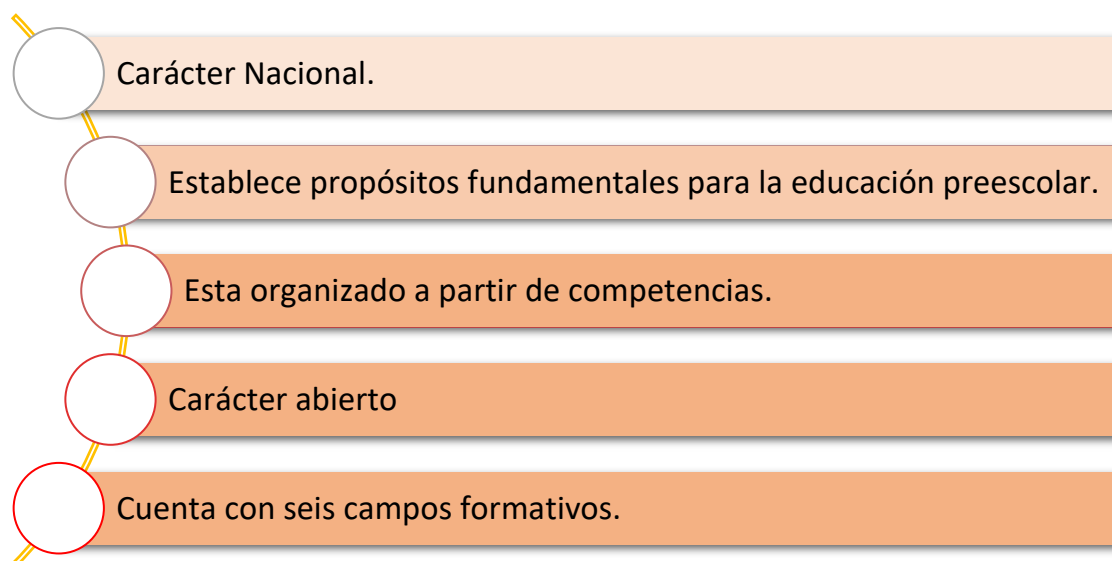 Carácter Nacional.
Establece propósitos fundamentales para la educación preescolar.
Esta organizado a partir de competencias.
Carácter abierto
Cuenta con seis campos formativos.